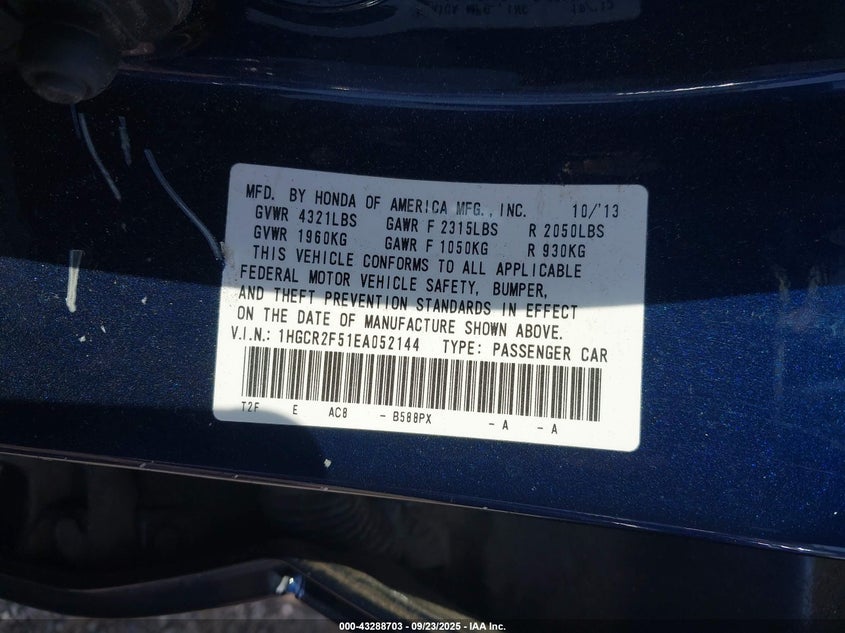 MFD. BY HONDA OF AMERICA MFG., INC. 10/'13
GVWR 4321LBS GAWR F 2315LBS R 2050LBS
GVWR 1960KG GAWR F 1050KG R 930KG
THIS VEHICLE CONFORMS TO ALL APPLICABLE
FEDERAL MOTOR VEHICLE SAFETY, BUMPER,
AND THEFT PREVENTION STANDARDS IN EFFECT
ON THE DATE OF MANUFACTURE SHOWN ABOVE.
V.I.N.: 1HGCR2F51EA052144 TYPE: PASSENGER CAR
T2F E AC8 - B588PX - A - A
000-43288703 - 09/23/2025 - IAA Inc.